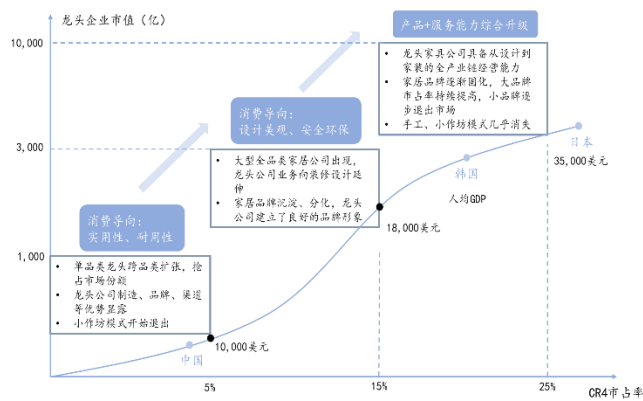 龙头企业市值（亿）
10,000
3,000
1,000
产品+服务能力综合升级
• 龙头家具公司具备从设计到
家装的全产业链经营能力
• 家居品牌逐渐固化，大品牌
市占率持续提高，小品牌逐
步退出市场
• 手工、小作坊模式几乎消失
消费导向：
设计美观、安全环保
• 大型全品类家居公司出现，
龙头公司业务向装修设计延
伸
• 家居品牌沉淀、分化，龙头
公司建立了良好的品牌形象
消费导向：
实用性、耐用性
• 单品类龙头跨品类扩张，抢
占市场份额
• 龙头公司制造、品牌、渠道
等优势显露
• 小作坊模式开始退出
日本
35,000美元
韩国
人均GDP
18,000美元
10,000美元
中国
5%
15%
25%
CR4市占率